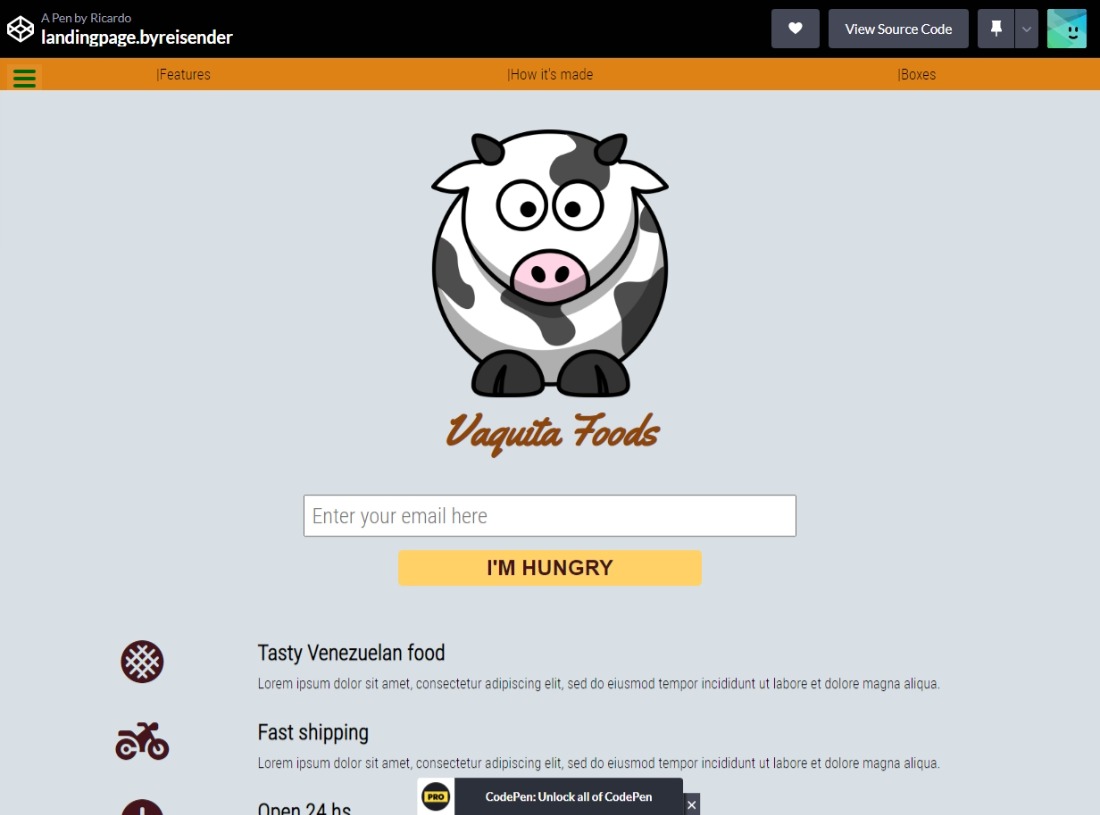 A Pen by Ricardo
landingpage.byreisender
View Source Code
|Features
|How it's made
|Boxes
Vaquita Foods
Enter your email here
I'M HUNGRY
Tasty Venezuelan food
Lorem ipsum dolor sit amet, consectetur adipiscing elit, sed do eiusmod tempor incididunt ut labore et dolore magna aliqua.
Fast shipping
Lorem ipsum dolor sit amet, consectetur adipiscing elit, sed do eiusmod tempor incididunt ut labore et dolore magna aliqua.
Open 24 hs
PRO
CodePen: Unlock all of CodePen